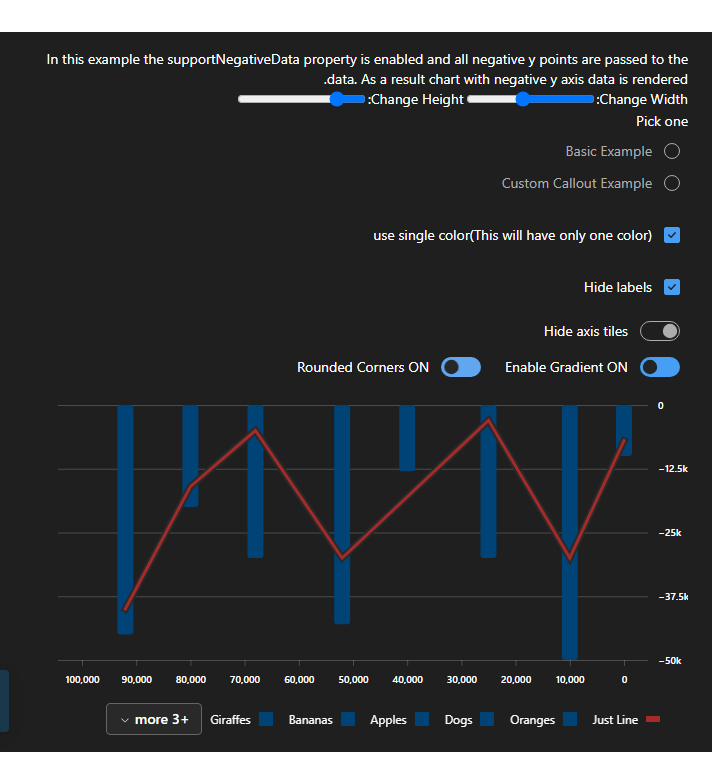 In this example the supportNegativeData property is enabled and all negative y points are passed to the
.data. As a result chart with negative y axis data is rendered
:Change Height :Change Width
Pick one
Basic Example
Custom Callout Example
use single color(This will have only one color)
Hide labels
Hide axis tiles
Rounded Corners ON Enable Gradient ON
0
−12.5k
−25k
−37.5k
−50k
100,000 90,000 80,000 70,000 60,000 50,000 40,000 30,000 20,000 10,000 0
more 3+ Giraffes Bananas Apples Dogs Oranges Just Line